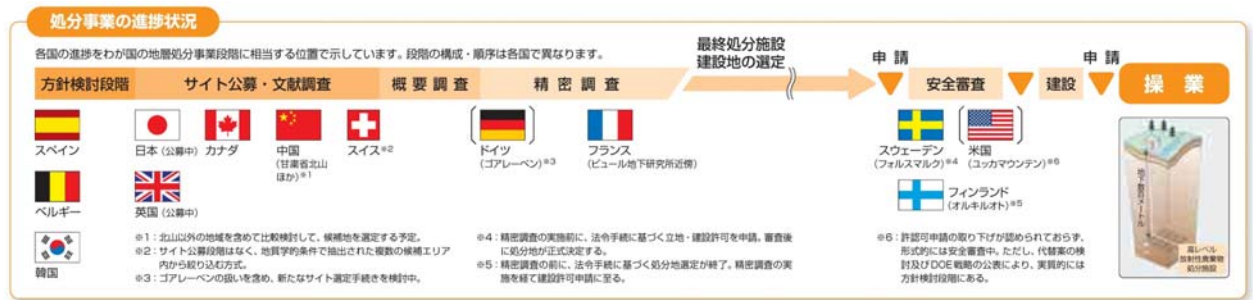 処分事業の進捗状況
各国の進捗をわが国の地層処分事業段階に相当する位置で示しています。段階の構成・順序は各国で異なります。
方針検討段階
サイト公募・文献調査
概要調査
精密調査
最終処分施設
建設地の選定
申請
安全審査
建設
申請
操業
スペイン
日本（公募中）
カナダ
中国
（甘粛省北山
ほか）※1
スイス※2
ドイツ
（ゴアレーベン）※3
フランス
（ビュール地下研究所近傍）
スウェーデン
（フォルスマルク）※4
米国
（ユッカマウンテン）※6
ベルギー
英国（公募中）
フィンランド
（オルキルオト）※5
韓国
※1：北山以外の地域を含めて比較検討して、候補地を選定する予定。
※2：サイト公募段階はなく、地質学的条件で抽出された複数の候補エリア
内から絞り込む方式。
※3：ゴアレーベンの扱いを含め、新たなサイト選定手続きを検討中。
※4：精密調査の実施前に、法令手続に基づく立地・建設許可を申請。審査後
に処分地が正式決定する。
※5：精密調査の前に、法令手続に基づく処分地選定が終了。精密調査の実
施を経て建設許可申請に至る。
※6：許認可申請の取り下げが認められておらず、
形式的には安全審査中。ただし、代替案の検
討及びDOE戦略の公表により、実質的には
方針検討段階にある。
地下数百メートル
高レベル
放射性廃棄物
処分施設